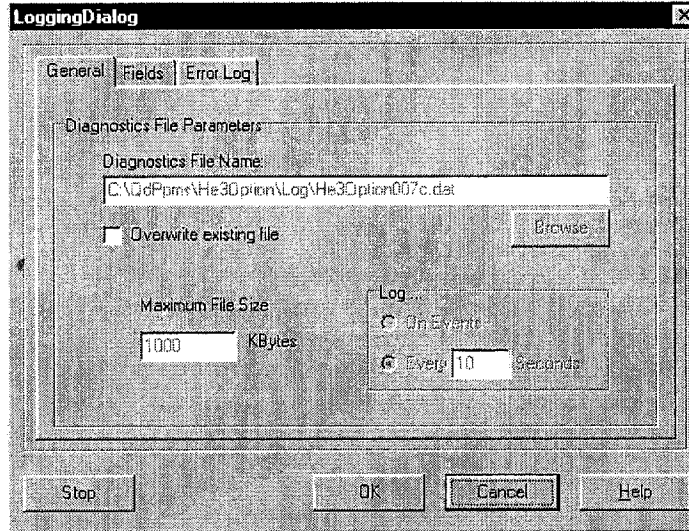 LoggingDialog
General Fields Error Log
Diagnostics File Parameters
Diagnostics File Name:
C:\QdPpms\He3Option\Log\He3Option007c.dat
Overwrite existing file
Browse
Maximum File Size
1000 KBytes
Log...
On Events
Every 10 Seconds
Stop OK Cancel Help